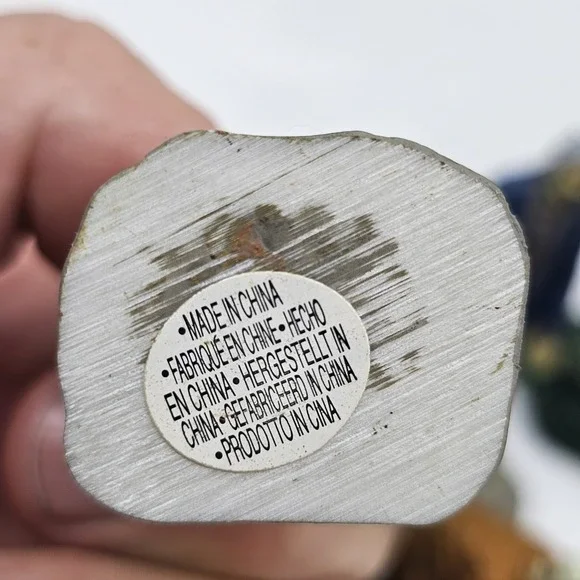 •MADE IN CHINA
•FABRIQUÉ EN CHINE•HECHO
EN CHINA•HERGESTELLT IN
CHINA•GEFABRICEERD IN CHINA
•PRODOTTO IN CINA